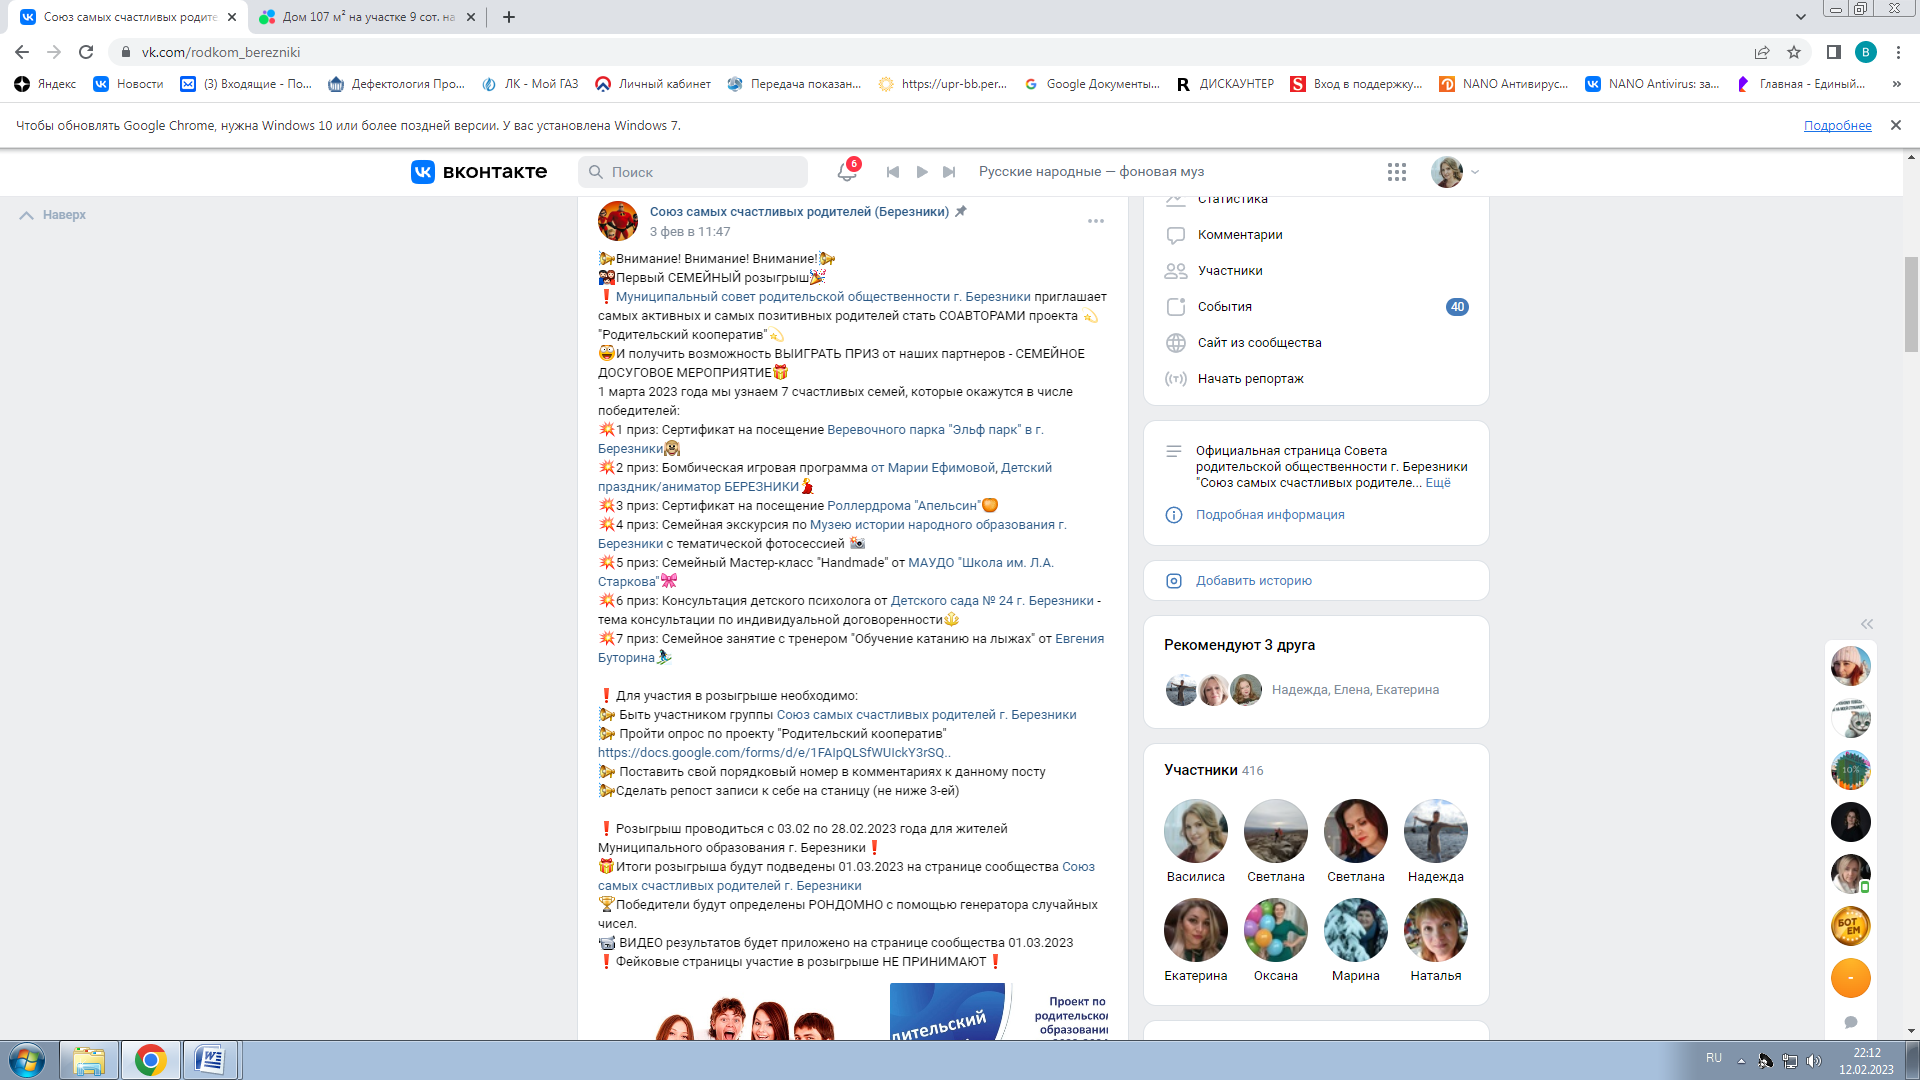 Союз самых счастливых родите
Дом 107 м² на участке 9 сот. на
vk.com/rodkom_berezniki
В
Яндекс
Новости
(3) Входящие - По...
Дефектология Про...
ЛК - Мой ГАЗ
Личный кабинет
Передача показан...
https://upr-bb.per...
Google Документы...
ДИСКАУНТЕР
Вход в поддержку...
NANO Антивирус...
NANO Antivirus: за...
Главная - Единый...
Чтобы обновлять Google Chrome, нужна Windows 10 или более поздней версии. У вас установлена Windows 7.
Подробнее
вконтакте
Поиск
6
Русские народные — фоновая муз
Наверх
Союз самых счастливых родителей (Березники)
3 фев в 11:47
Внимание! Внимание! Внимание!
Первый СЕМЕЙНЫЙ розыгрыш
❗Муниципальный совет родительской общественности г. Березники приглашает
самых активных и самых позитивных родителей стать СОАВТОРАМИ проекта
"Родительский кооператив"
И получить возможность ВЫИГРАТЬ ПРИЗ от наших партнеров - СЕМЕЙНОЕ
ДОСУГОВОЕ МЕРОПРИЯТИЕ
1 марта 2023 года мы узнаем 7 счастливых семей, которые окажутся в числе
победителей:
1 приз: Сертификат на посещение Веревочного парка "Эльф парк" в г.
Березники
2 приз: Бомбическая игровая программа от Марии Ефимовой, Детский
праздник/аниматор БЕРЕЗНИКИ
3 приз: Сертификат на посещение Роллердрома "Апельсин"
4 приз: Семейная экскурсия по Музею истории народного образования г.
Березники с тематической фотосессией
5 приз: Семейный Мастер-класс "Handmade" от МАУДО "Школа им. Л.А.
Старкова"
6 приз: Консультация детского психолога от Детского сада № 24 г. Березники -
тема консультации по индивидуальной договоренности
7 приз: Семейное занятие с тренером "Обучение катанию на лыжах" от Евгения
Буторина
❗Для участия в розыгрыше необходимо:
Быть участником группы Союз самых счастливых родителей г. Березники
Пройти опрос по проекту "Родительский кооператив"
https://docs.google.com/forms/d/e/1FAIpQLSfWUIckY3rSQ..
Поставить свой порядковый номер в комментариях к данному посту
Сделать репост записи к себе на станицу (не ниже 3-ей)
❗Розыгрыш проводиться с 03.02 по 28.02.2023 года для жителей
Муниципального образования г. Березники❗
Итоги розыгрыша будут подведены 01.03.2023 на странице сообщества Союз
самых счастливых родителей г. Березники
Победители будут определены РОНДОМНО с помощью генератора случайных
чисел.
ВИДЕО результатов будет приложено на странице сообщества 01.03.2023
❗Фейковые страницы участие в розыгрыше НЕ ПРИНИМАЮТ❗
дительский
Проект по
родительском
образовани
Статистика
Комментарии
Участники
События
40
Сайт из сообщества
Начать репортаж
Официальная страница Совета
родительской общественности г. Березники
"Союз самых счастливых родителе... Ещё
Подробная информация
Добавить историю
Рекомендуют 3 друга
Надежда, Елена, Екатерина
Участники 416
Василиса
Светлана
Светлана
Надежда
Екатерина
Оксана
Марина
Наталья
10%
БОТ
ЕМ
RU
22:12
12.02.2023